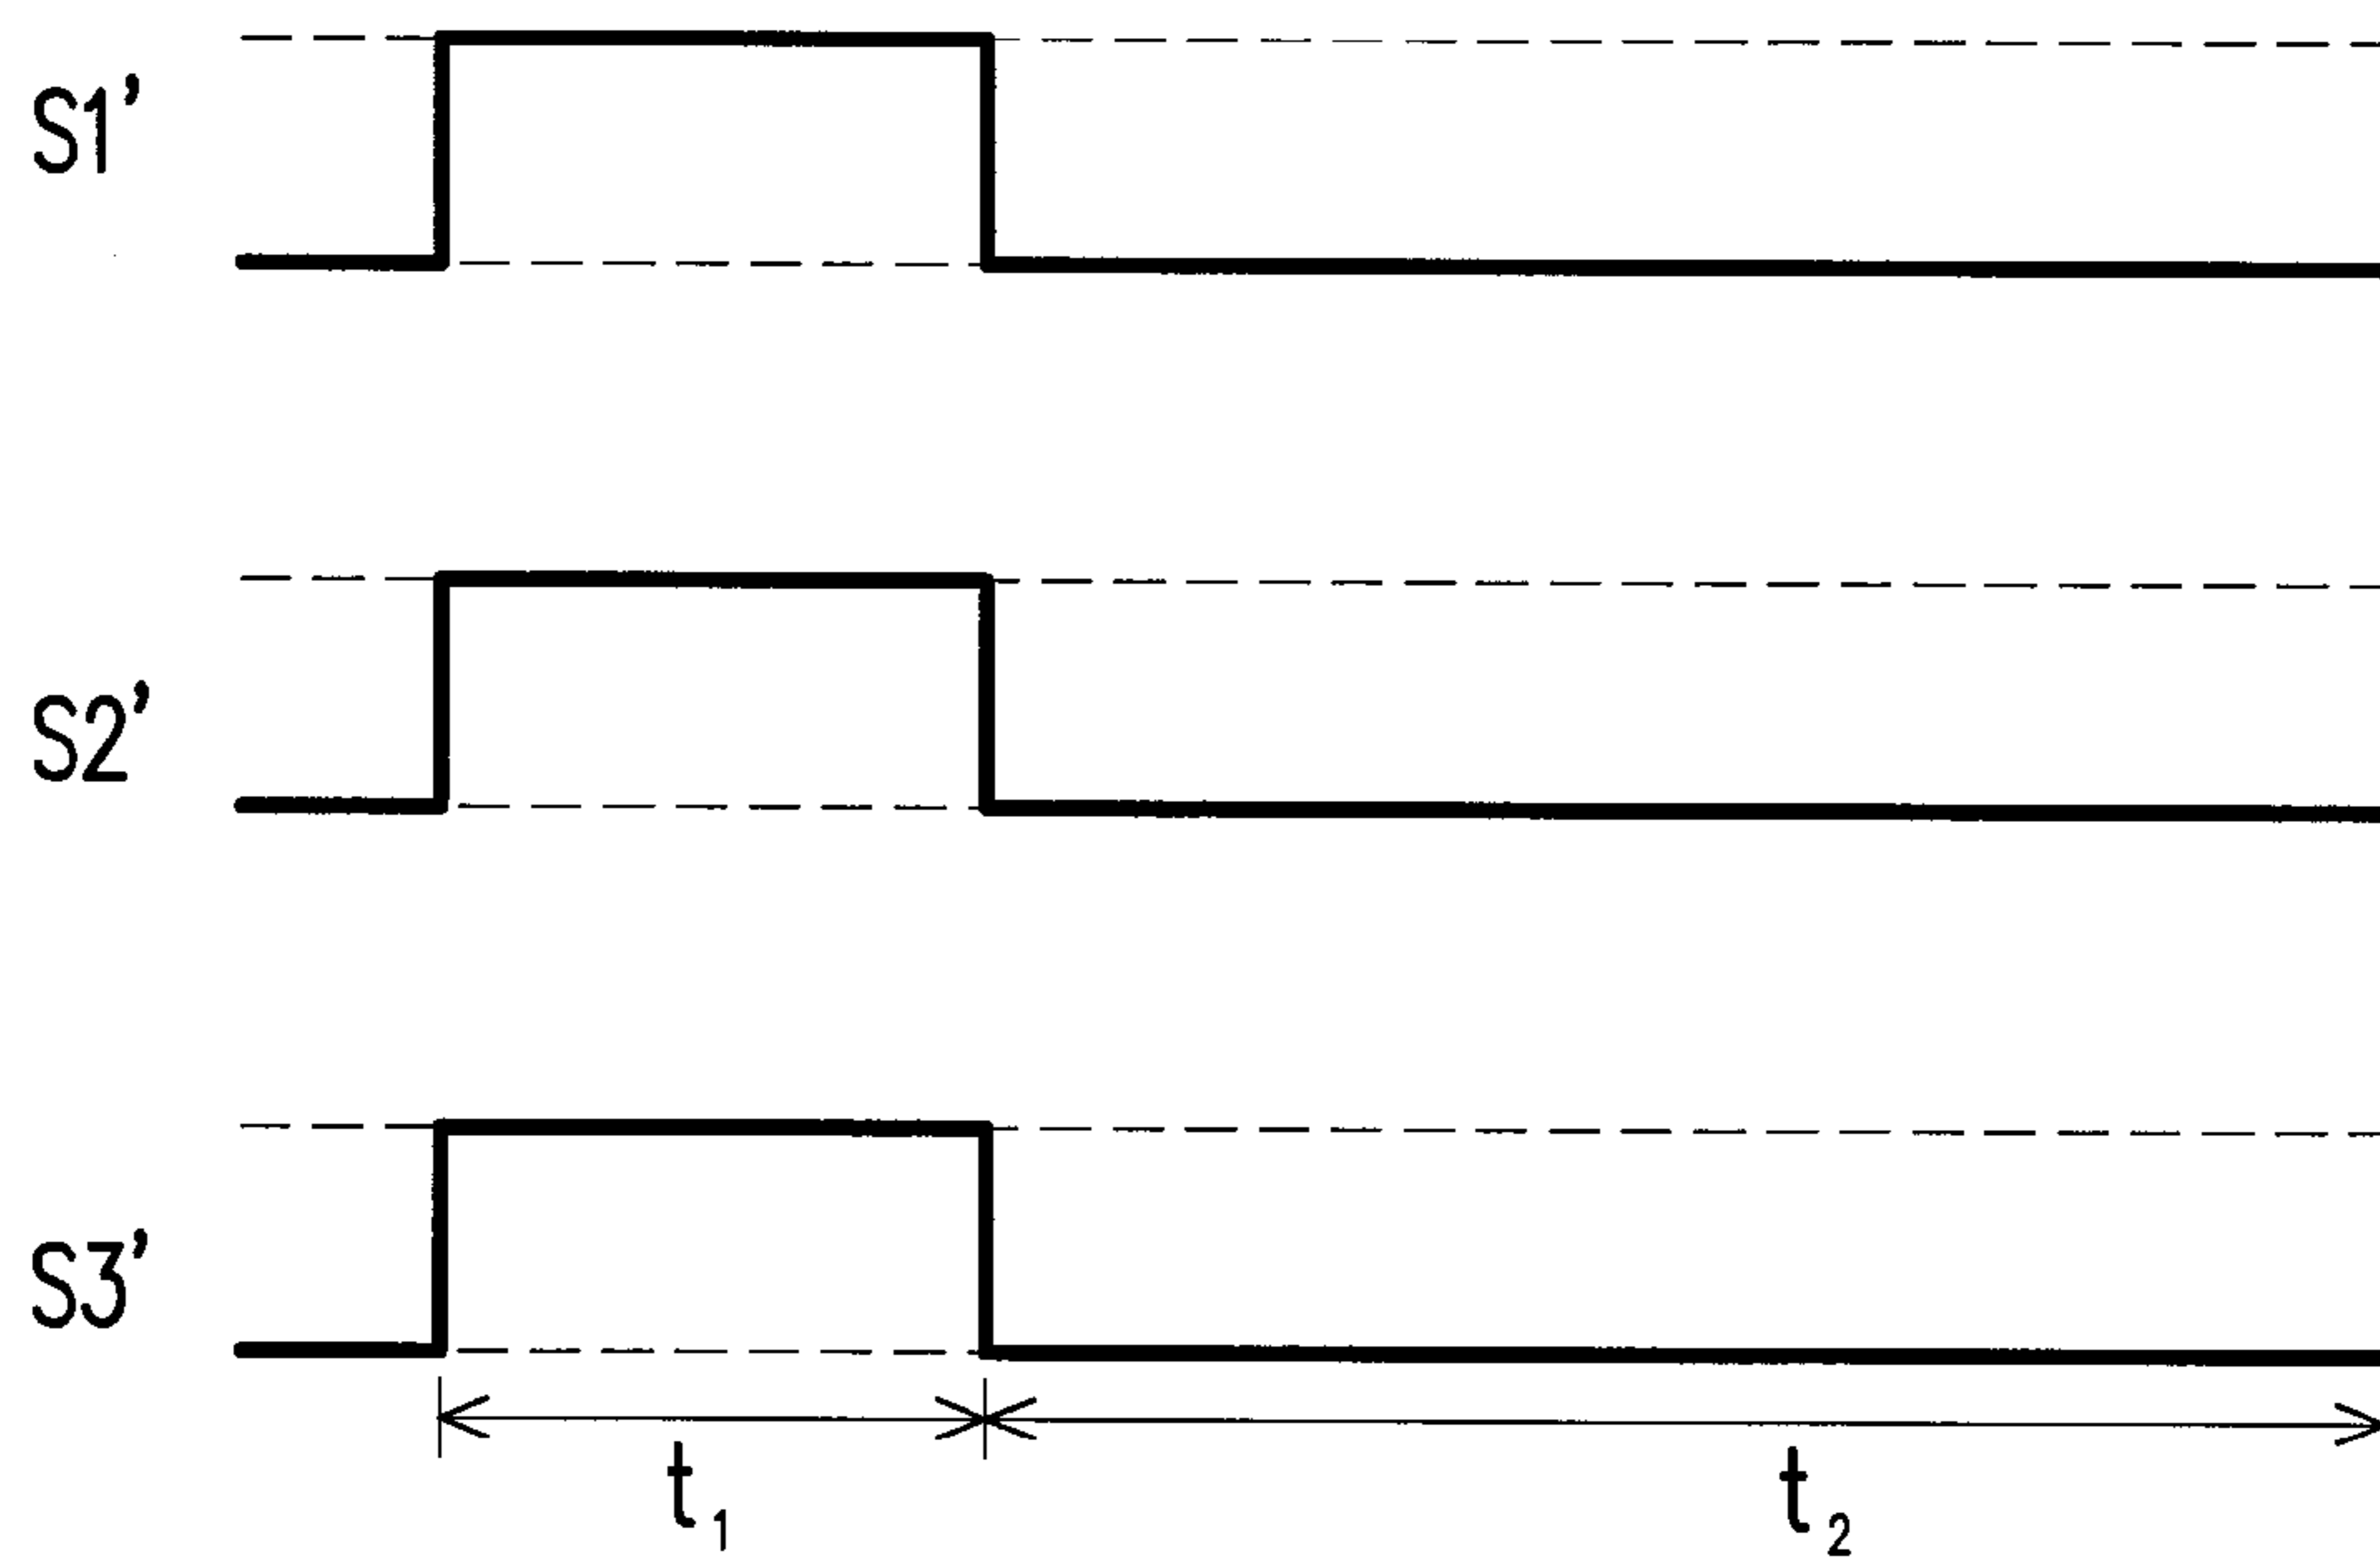 S1'
S2'
S3'
t₁ t₂